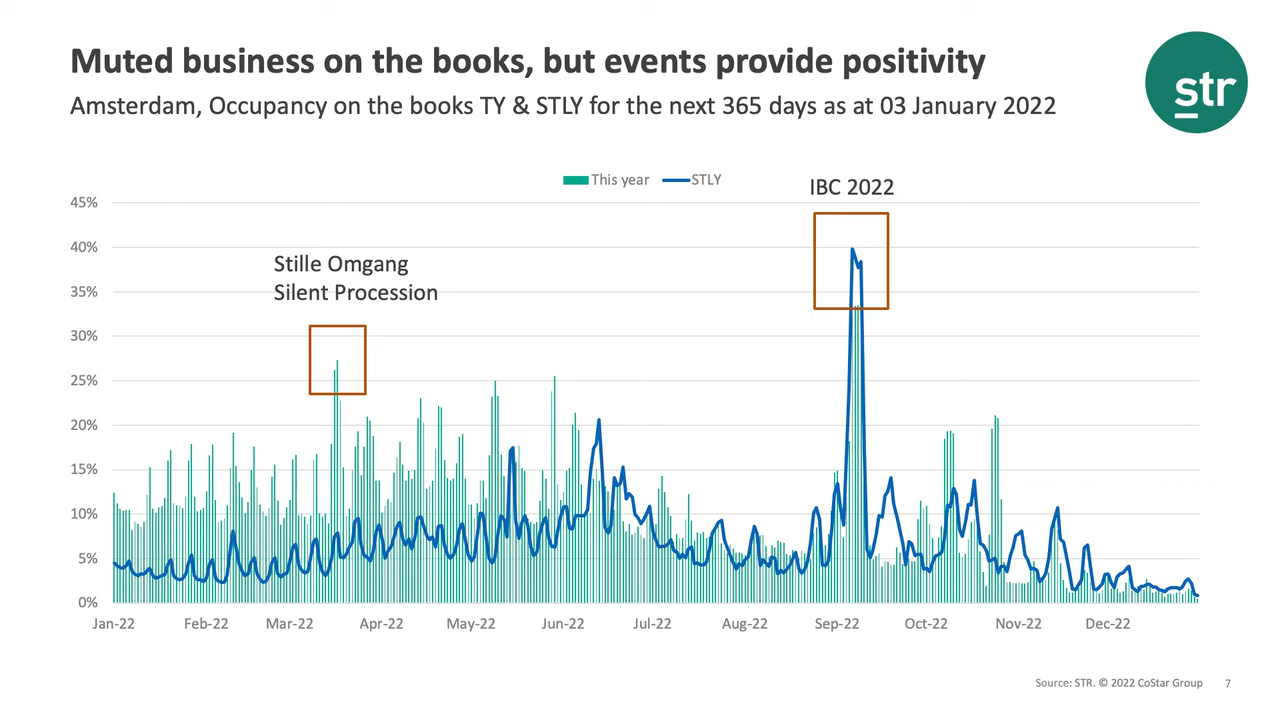 Muted business on the books, but events provide positivity
Amsterdam, Occupancy on the books TY & STLY for the next 365 days as at 03 January 2022
str
This year
STLY
IBC 2022
Stille Omgang
Silent Procession
45%
40%
35%
30%
25%
20%
15%
10%
5%
0%
Jan-22 Feb-22 Mar-22 Apr-22 May-22 Jun-22 Jul-22 Aug-22 Sep-22 Oct-22 Nov-22 Dec-22
Source: STR. © 2022 CoStar Group 7